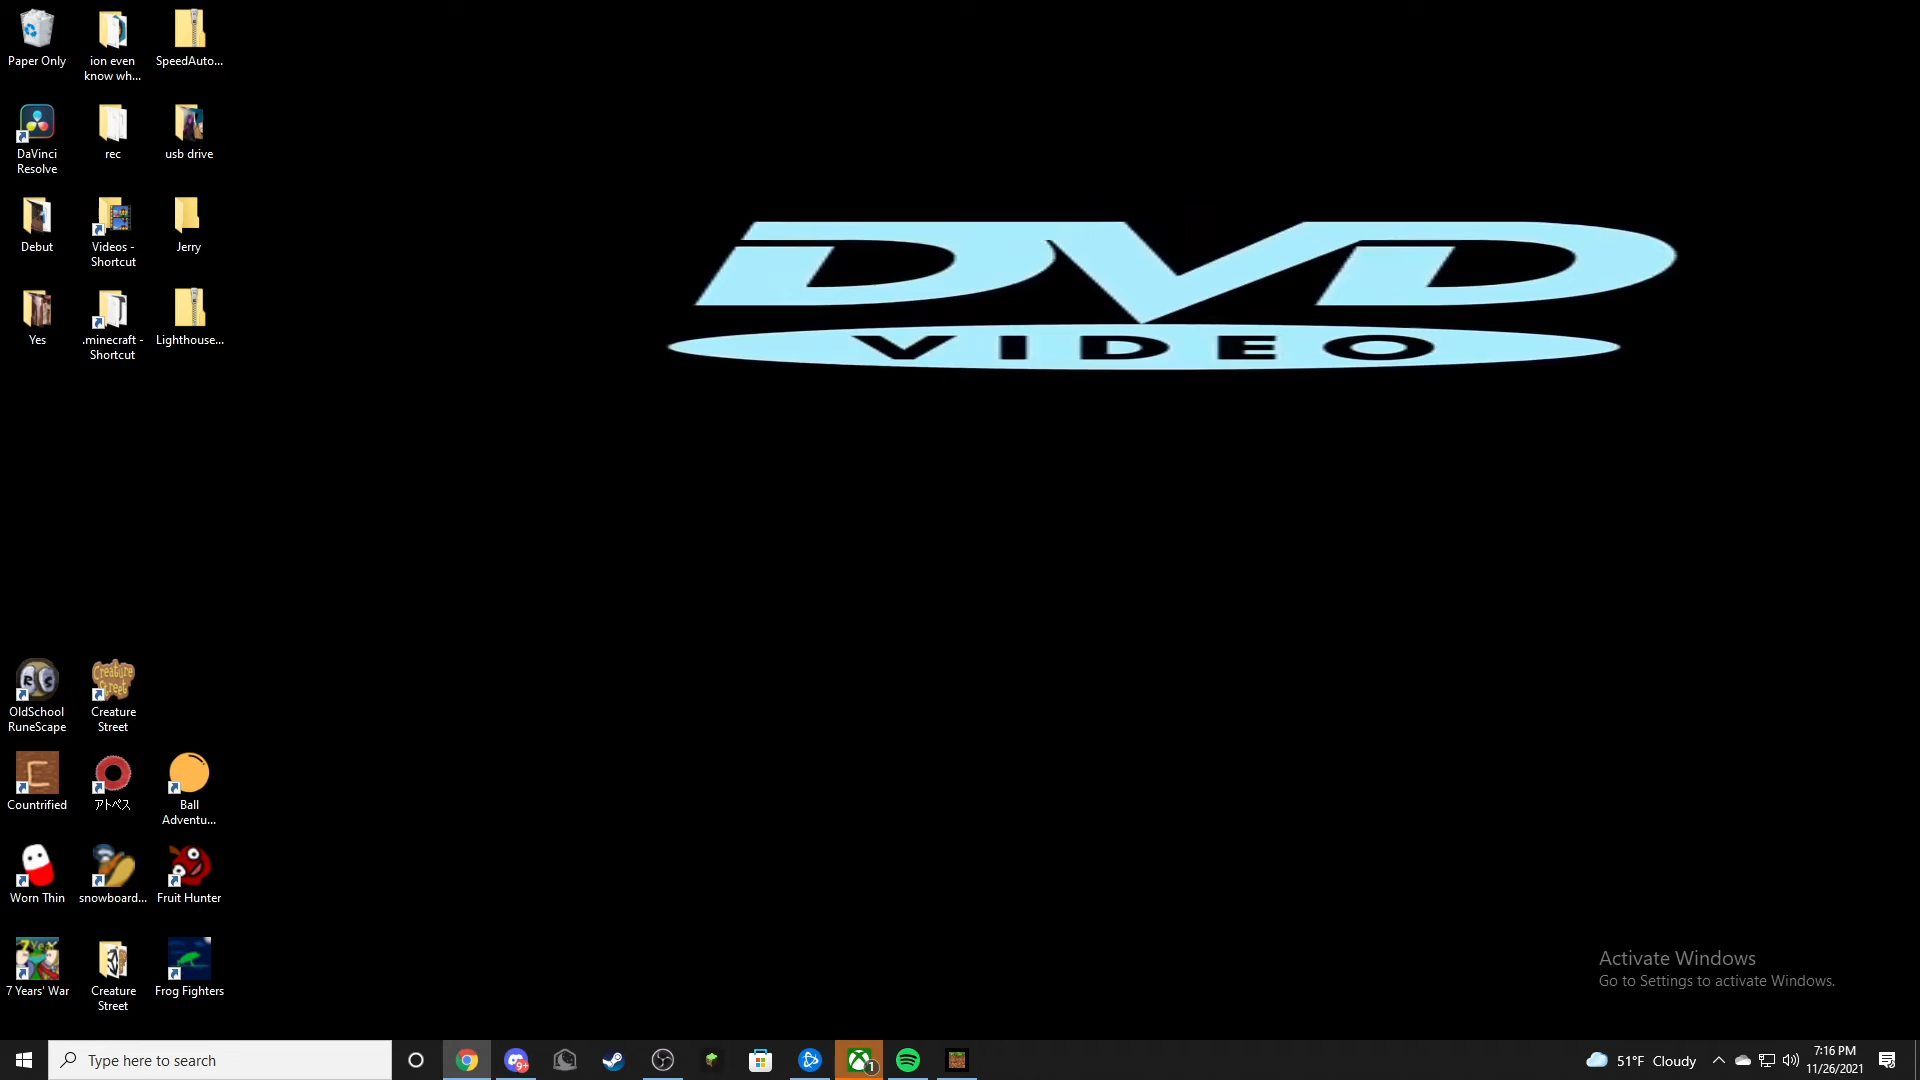 Paper Only
ion even
know wh...
SpeedAuto...
DaVinci
Resolve
rec
usb drive
Debut
Videos -
Shortcut
Jerry
Yes
.minecraft -
Shortcut
Lighthouse...
DVD
VIDEO
OldSchool
RuneScape
Creature
Street
Countrified
アトペス
Ball
Adventu...
Worn Thin
snowboard...
Fruit Hunter
7 Years' War
Creature
Street
Frog Fighters
Activate Windows
Go to Settings to activate Windows.
Type here to search
9+
1
51°F Cloudy
7:16 PM
11/26/2021